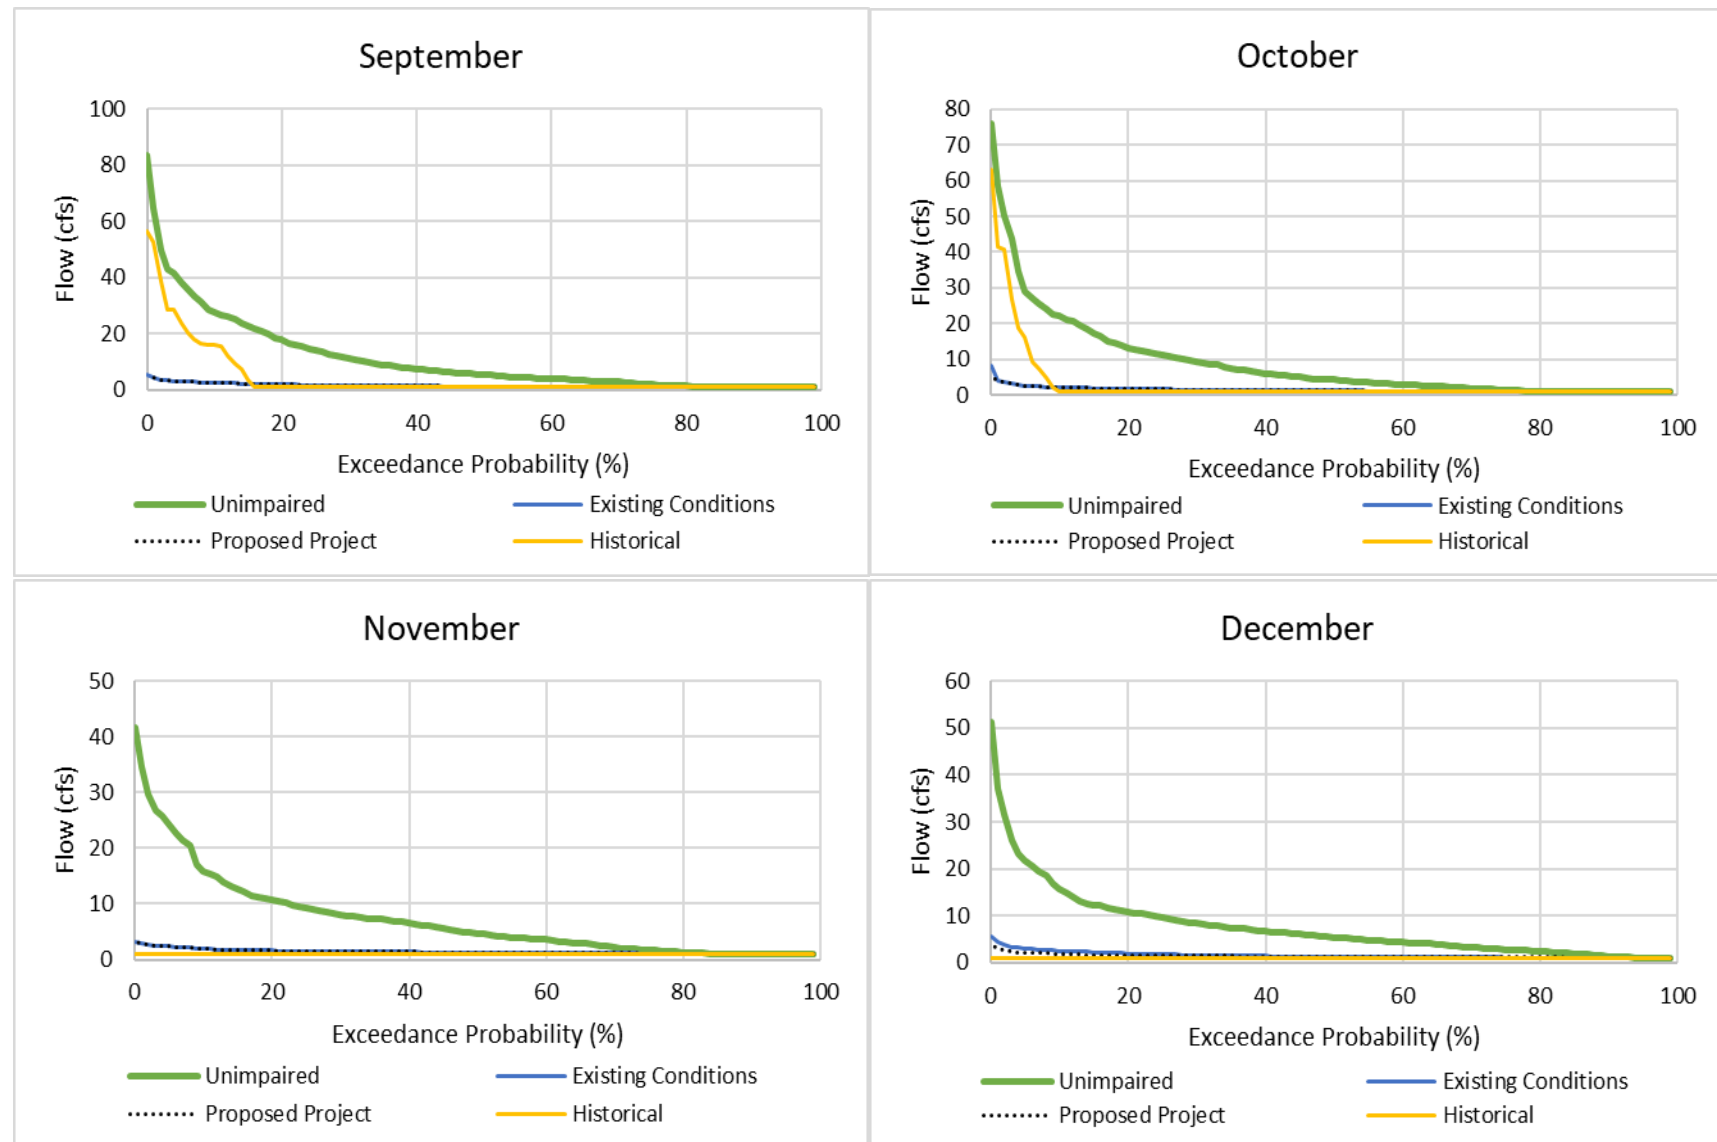 September
100
80
60
40
20
0
Flow (cfs)
0 20 40 60 80 100
Exceedance Probability (%)
Unimpaired Existing Conditions
Proposed Project Historical
October
80
70
60
50
40
30
20
10
0
Flow (cfs)
0 20 40 60 80 100
Exceedance Probability (%)
Unimpaired Existing Conditions
Proposed Project Historical
November
50
40
30
20
10
0
Flow (cfs)
0 20 40 60 80 100
Exceedance Probability (%)
Unimpaired Existing Conditions
Proposed Project Historical
December
60
50
40
30
20
10
0
Flow (cfs)
0 20 40 60 80 100
Exceedance Probability (%)
Unimpaired Existing Conditions
Proposed Project Historical